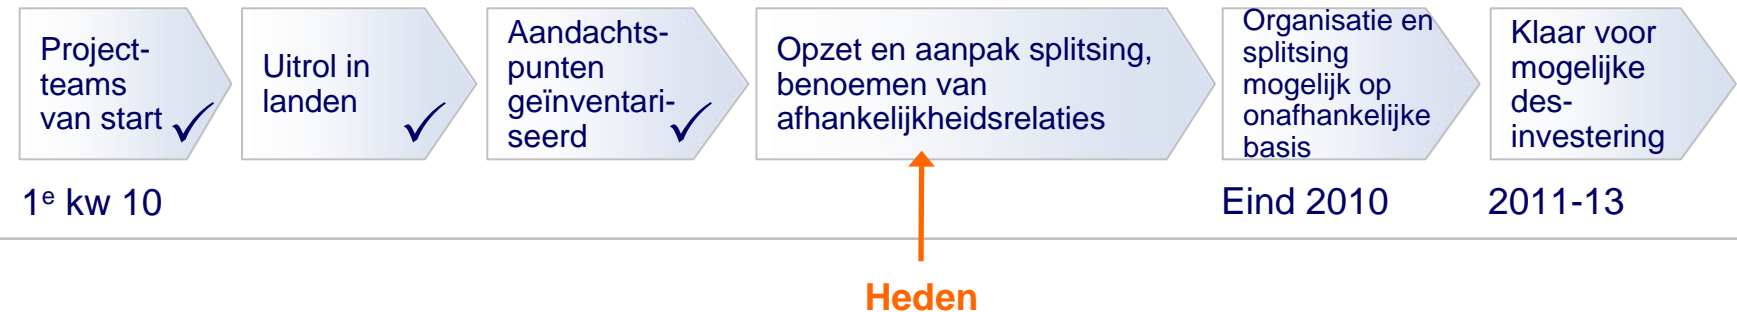 Project-
teams
van start
Uitrol in
landen
Aandachts-
punten
geïnventari-
seerd
Opzet en aanpak splitsing,
benoemen van
afhankelijkheidsrelaties
Organisatie en
splitsing
mogelijk op
onafhankelijke
basis
Klaar voor
mogelijke
des-
investering
1e kw 10
Eind 2010
2011-13
Heden